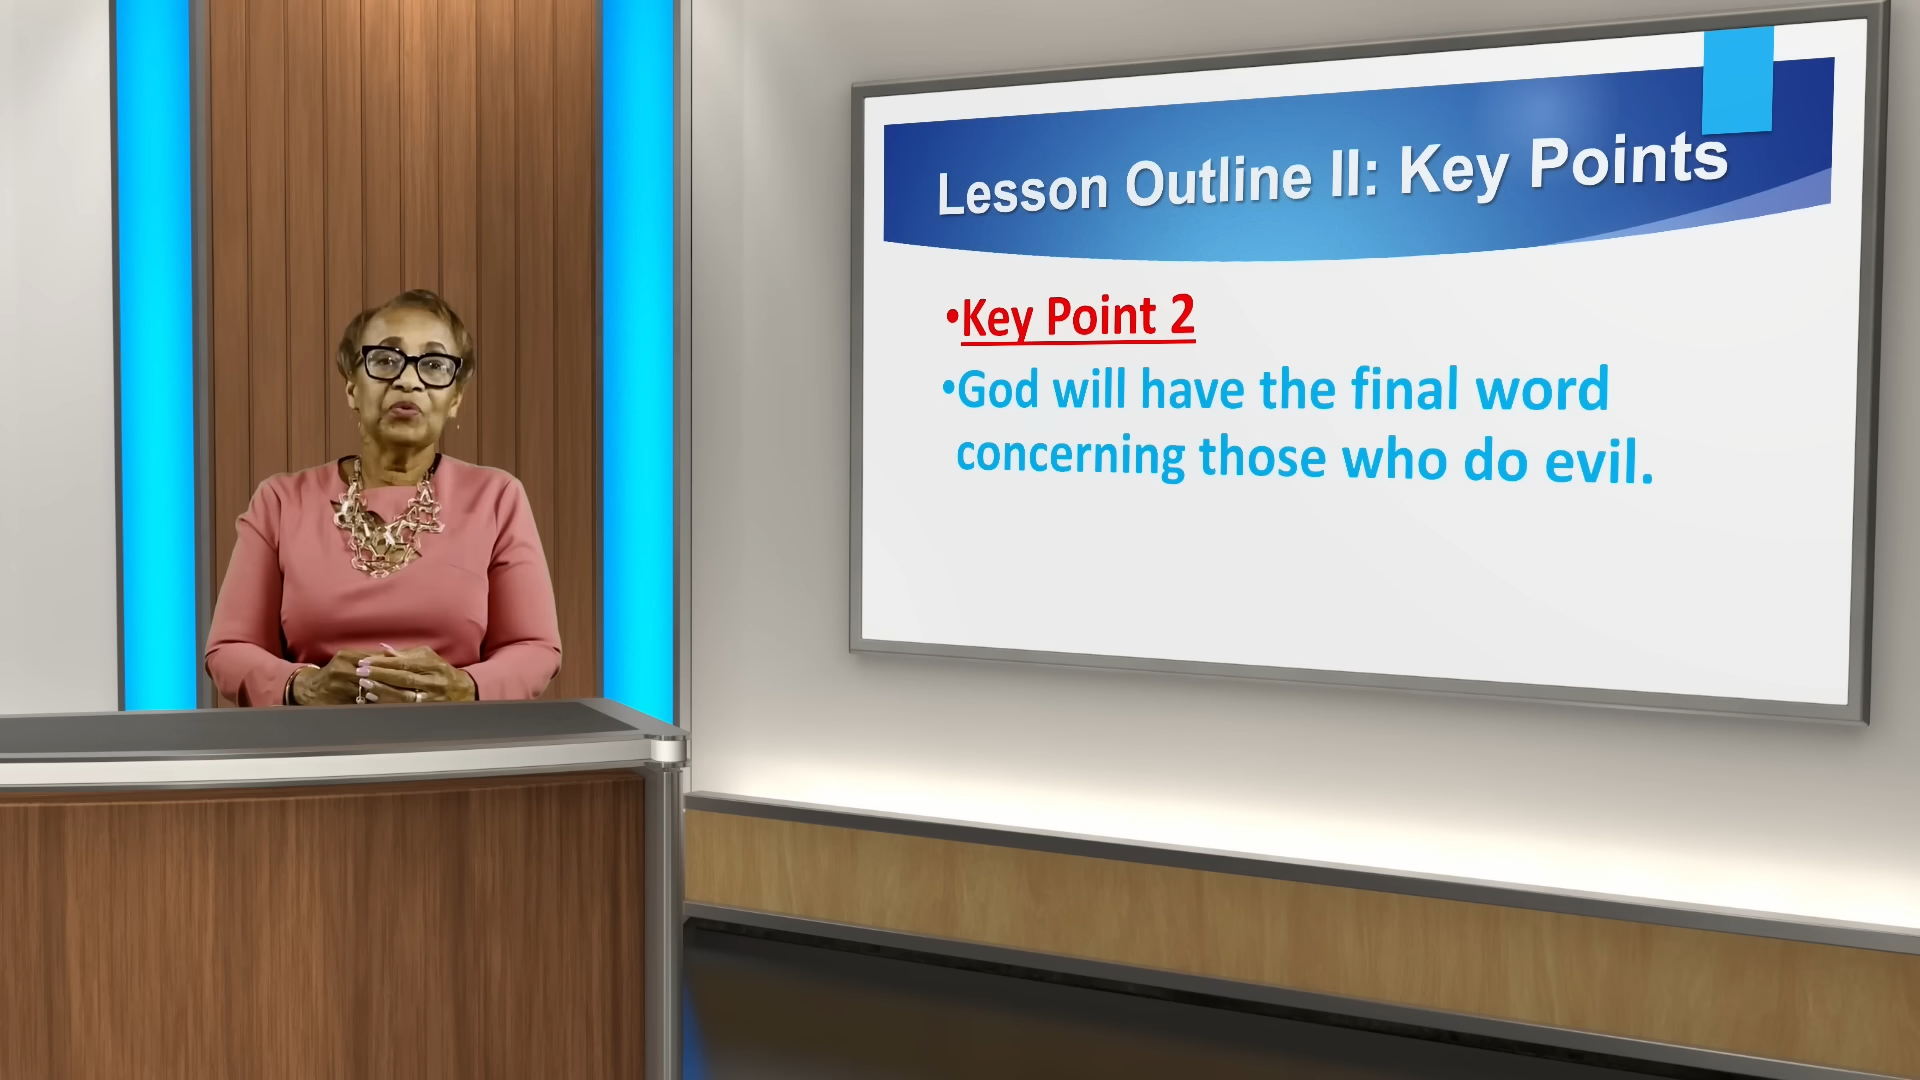 Lesson Outline II: Key Points
•Key Point 2
•God will have the final word
concerning those who do evil.